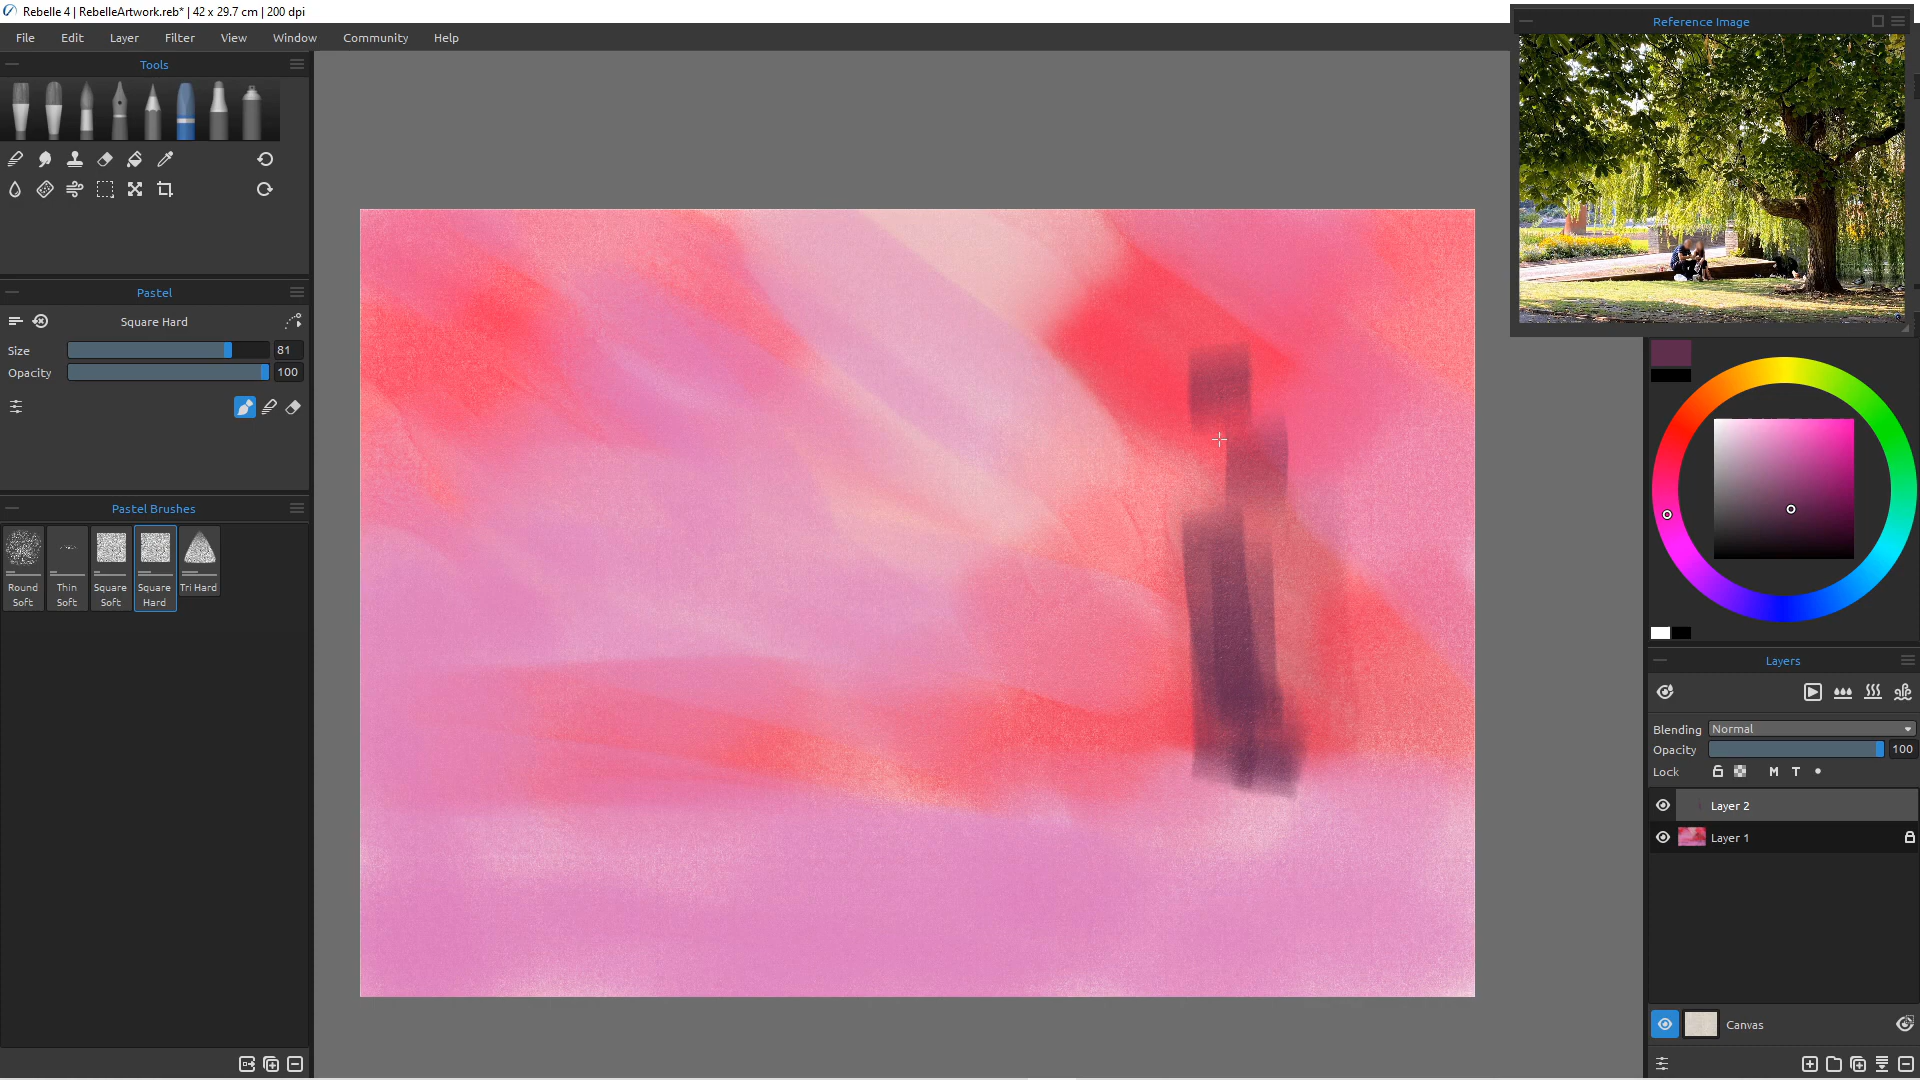 Rebelle 4 | RebelleArtwork.reb* | 42 x 29.7 cm | 200 dpi
File Edit Layer Filter View Window Community Help
Tools
Pastel
Square Hard
Size 81
Opacity 100
Pastel Brushes
Round Soft
Thin Soft
Square Soft
Square Hard
Tri Hard
Reference Image
Layers
Blending Normal
Opacity 100
Lock M T
Layer 2
Layer 1
Canvas